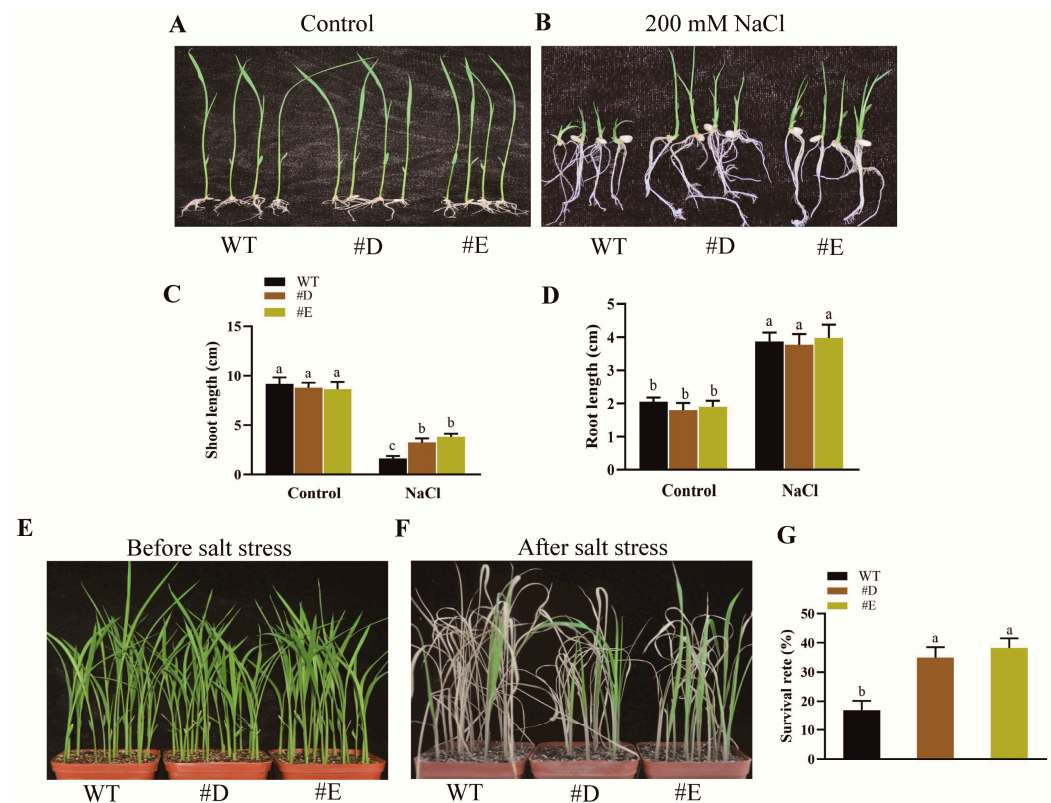 A
Control
B
200 mM NaCl
WT
#D
#E
WT
#D
#E
C
WT
#D
#E
Shoot length (cm)
15
10
5
0
a
a
a
c
b
b
Control
NaCl
D
Root length (cm)
5
4
3
2
1
0
b
b
b
a
a
a
Control
NaCl
E
Before salt stress
WT
#D
#E
F
After salt stress
WT
#D
#E
G
WT
#D
#E
Survival rete (%)
50
40
30
20
10
0
b
a
a